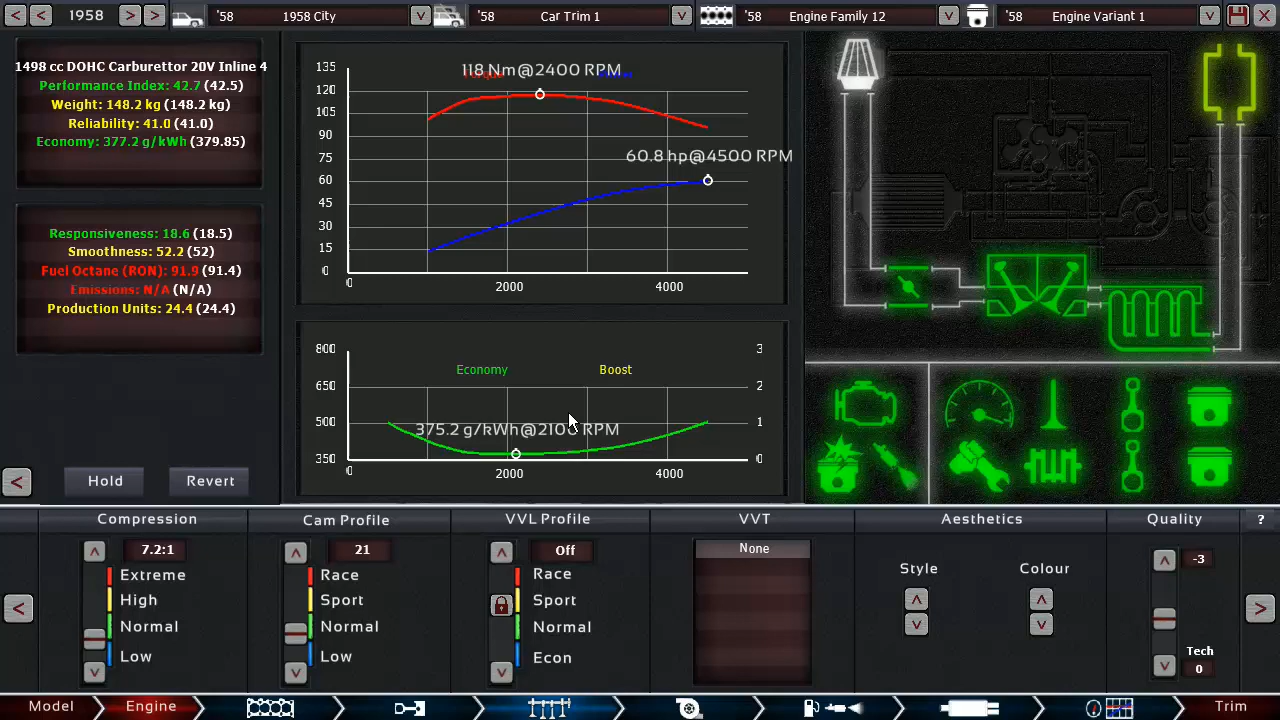 1958
'58 1958 City
'58 Car Trim 1
'58 Engine Family 12
'58 Engine Variant 1
1498 cc DOHC Carburettor 20V Inline 4
Performance Index: 42.7 (42.5)
Weight: 148.2 kg (148.2 kg)
Reliability: 41.0 (41.0)
Economy: 377.2 g/kWh (379.85)
Responsiveness: 18.6 (18.5)
Smoothness: 52.2 (52)
Fuel Octane (RON): 91.9 (91.4)
Emissions: N/A (N/A)
Production Units: 24.4 (24.4)
Hold
Revert
118 Nm@2400 RPM
60.8 hp@4500 RPM
135
120
105
90
75
60
45
30
15
0
0 2000 4000
Economy
Boost
375.2 g/kWh@2100 RPM
800
650
500
350
3
2
1
0
0 2000 4000
Compression
7.2:1
Extreme
High
Normal
Low
Cam Profile
21
Race
Sport
Normal
Low
VVL Profile
Off
Race
Sport
Normal
Econ
VVT
None
Aesthetics
Style
Colour
Quality
-3
Tech
0
?
Model
Engine
Trim